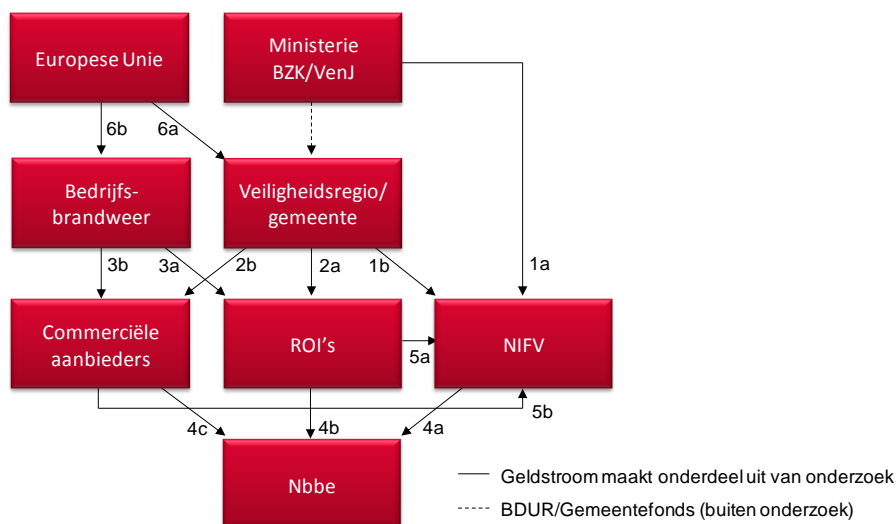 Europese Unie
Ministerie
BZK/VenJ
6b
6a
Bedrijfs-
brandweer
Veiligheidsregio/
gemeente
3b
3a
2b
2a
1b
1a
Commerciële
aanbieders
ROI's
NIFV
5a
5b
4c
4b
4a
Nbbe
Geldstroom maakt onderdeel uit van onderzoek
BDUR/Gemeentefonds (buiten onderzoek)